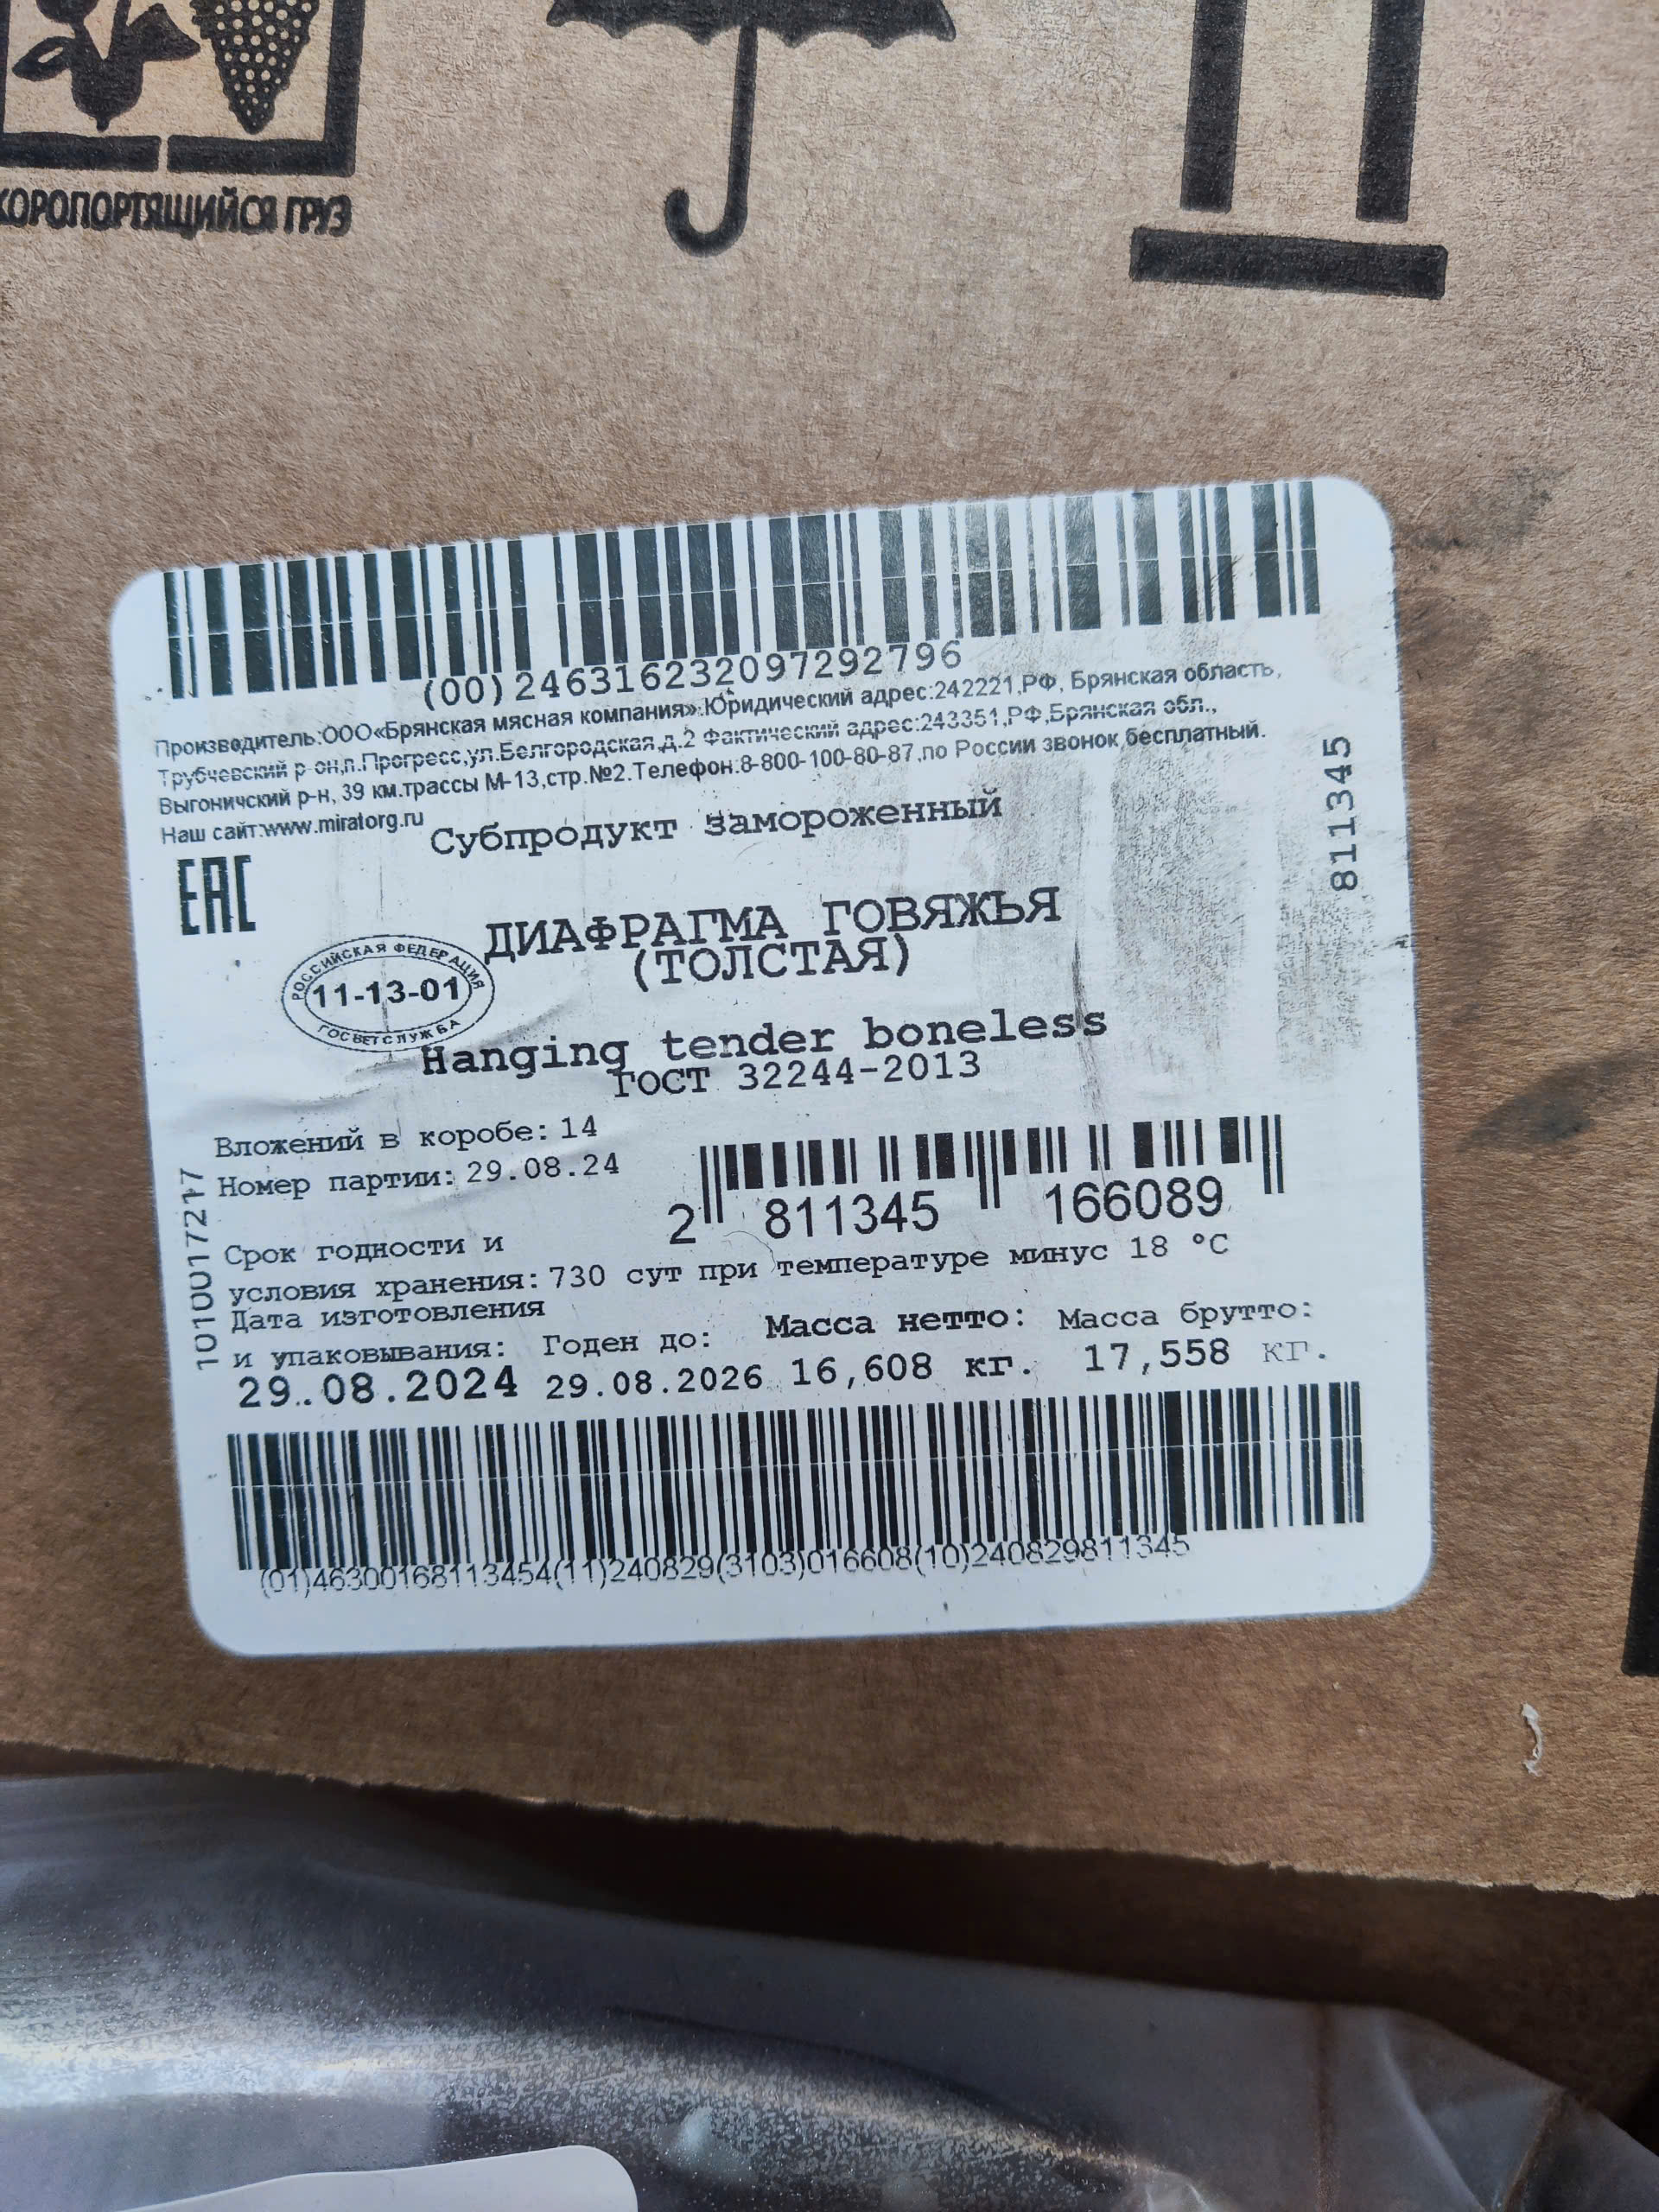 КОРОПОРТЯЩИЙСЯ ГРУЗ
(00)246316232097292796
Производитель:ООО«Брянская мясная компания».Юридический адрес:242221,РФ, Брянская область,
Трубчевский р-он,п.Прогресс,ул.Белгородская,д.2 Фактический адрес:243351,РФ,Брянская обл.,
Выгоничский р-н, 39 км.трассы М-13,стр.№2.Телефон:8-800-100-80-87,по России звонок бесплатный.
Наш сайт:www.miratorg.ru
Субпродукт замороженный
811345
ЕАС
ДИАФРАГМА ГОВЯЖЬЯ
(ТОЛСТАЯ)
РОССИЙСКАЯ ФЕДЕРАЦИЯ
11-13-01
ГОСВЕТСЛУЖБА
Hanging tender boneless
ГОСТ 32244-2013
Вложений в коробе: 14
Номер партии: 29.08.24
2 811345 166089
1010017217
Срок годности и
условия хранения: 730 сут при температуре минус 18 °C
Дата изготовления
и упаковывания: Годен до: Масса нетто: Масса брутто:
29.08.2024 29.08.2026 16,608 кг. 17,558 кг.
(01)46300168113454(11)240829(3103)016608(10)240829811345